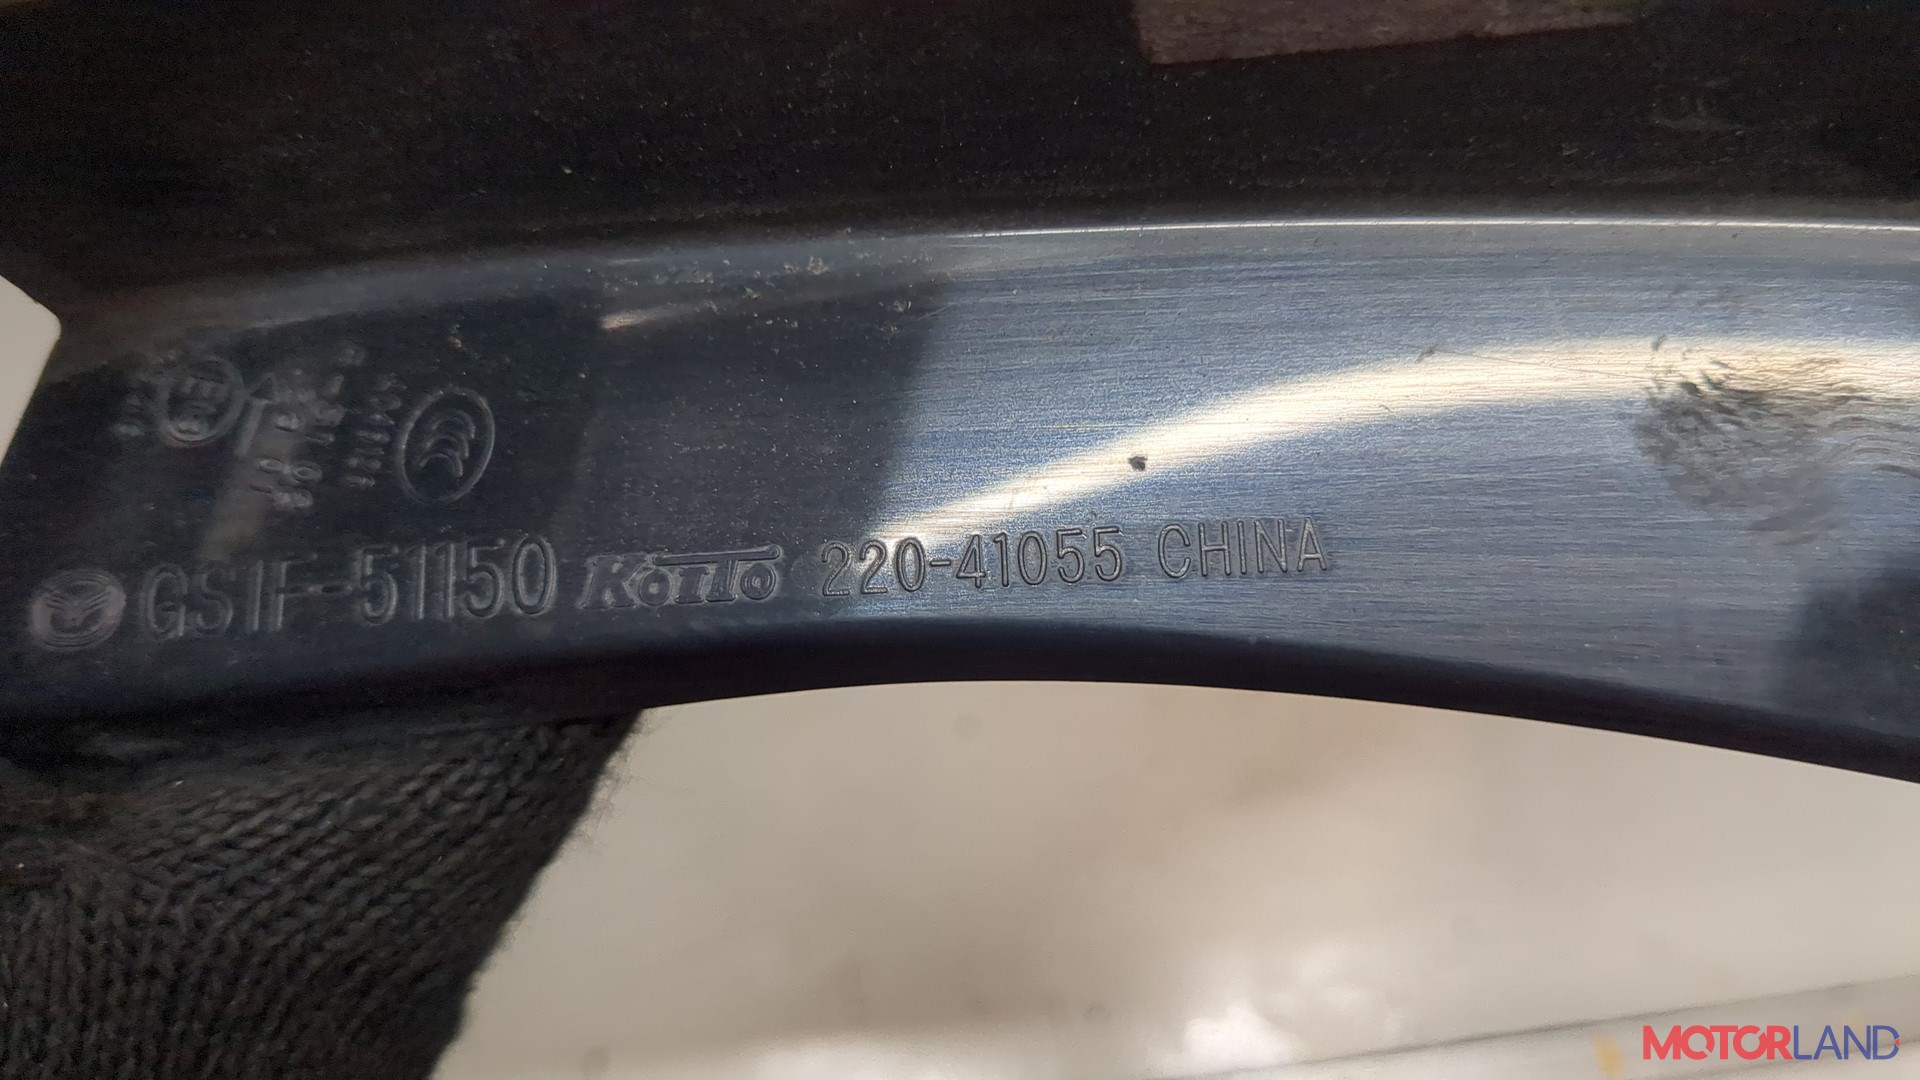 GS1F-51150 KOITO 220-41055 CHINA
MOTORLAND